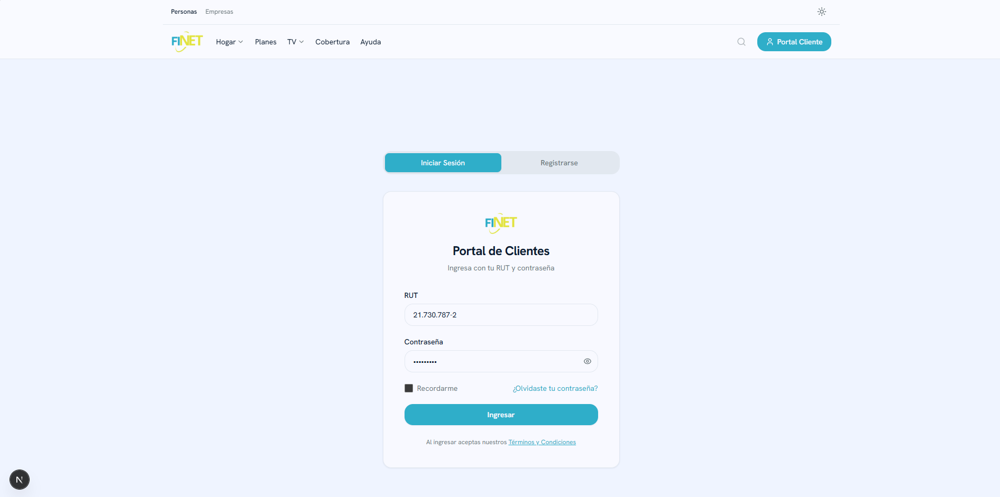 Personas Empresas
FINET Hogar Planes TV Cobertura Ayuda Portal Cliente
Iniciar Sesión Registrarse
FINET
Portal de Clientes
Ingresa con tu RUT y contraseña
RUT
21.730.787-2
Contraseña
•••••••••
Recordarme ¿Olvidaste tu contraseña?
Ingresar
Al ingresar aceptas nuestros Términos y Condiciones
N